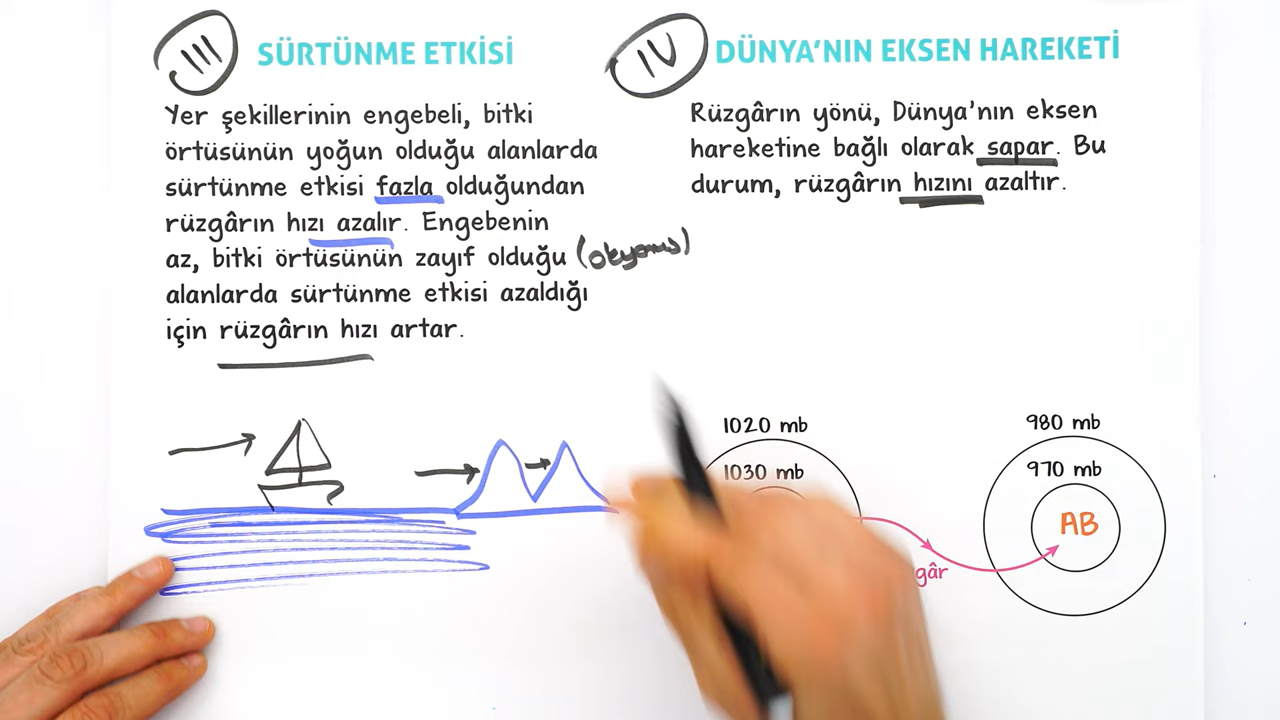 III SÜRTÜNME ETKİSİ
Yer şekillerinin engebeli, bitki
örtüsünün yoğun olduğu alanlarda
sürtünme etkisi fazla olduğundan
rüzgârın hızı azalır. Engebenin
az, bitki örtüsünün zayıf olduğu (okyanus)
alanlarda sürtünme etkisi azaldığı
için rüzgârın hızı artar.
IV DÜNYA'NIN EKSEN HAREKETİ
Rüzgârın yönü, Dünya'nın eksen
hareketine bağlı olarak sapar. Bu
durum, rüzgârın hızını azaltır.
1020 mb
1030 mb
gâr
980 mb
970 mb
AB